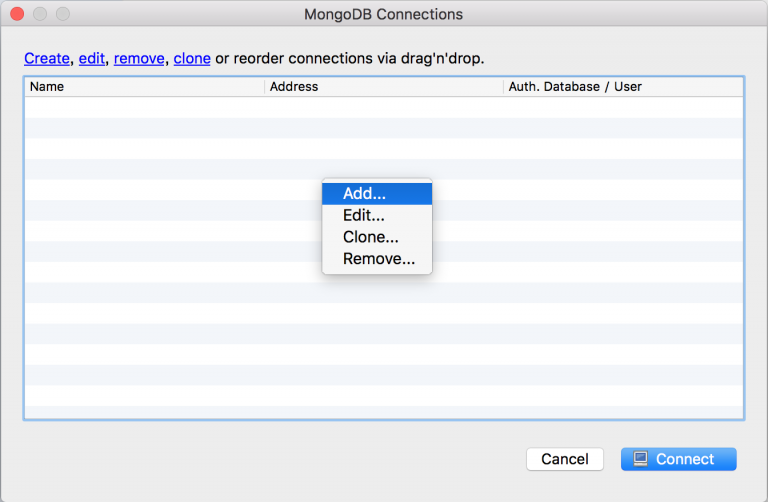 MongoDB Connections
Create, edit, remove, clone or reorder connections via drag'n'drop.
Name Address Auth. Database / User
Add...
Edit...
Clone...
Remove...
Cancel Connect